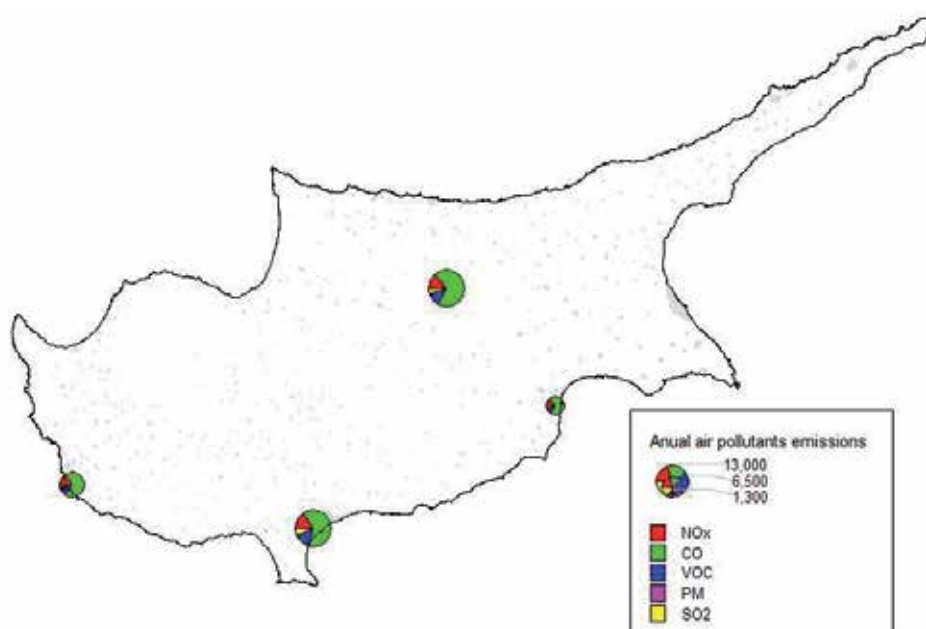 Anual air pollutants emissions
13,000
6,500
1,300
NOx
CO
VOC
PM
SO2